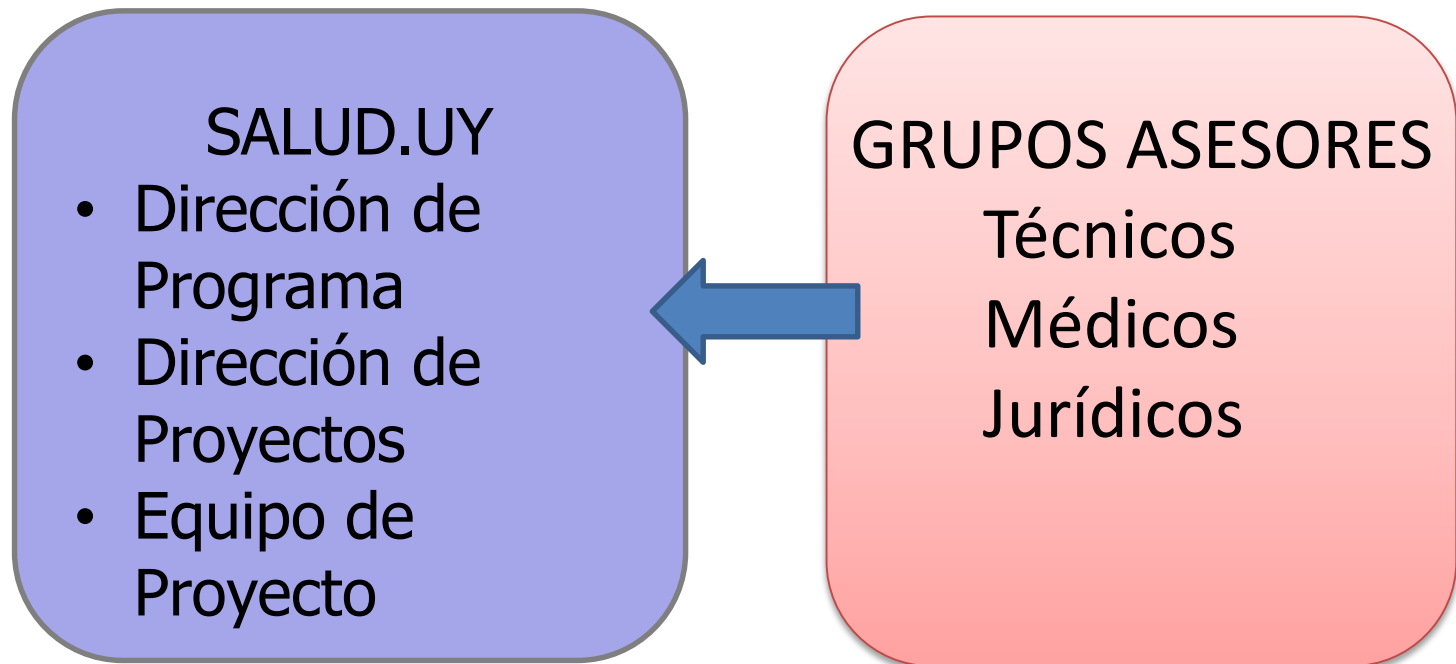 SALUD.UY
• Dirección de
Programa
• Dirección de
Proyectos
• Equipo de
Proyecto
GRUPOS ASESORES
Técnicos
Médicos
Jurídicos